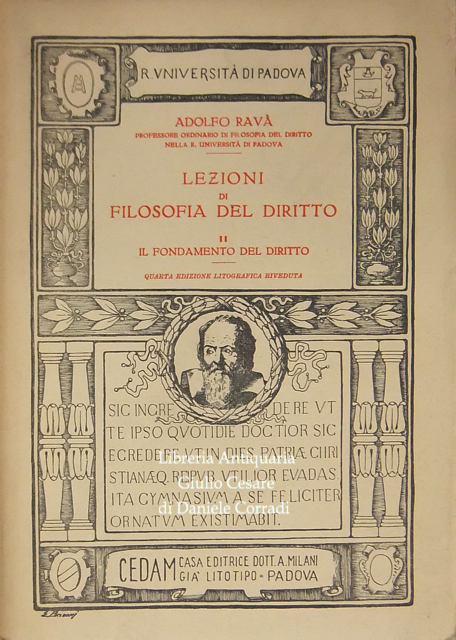 R. VNIVERSITÀ DI PADOVA
ADOLFO RAVÀ
PROFESSORE ORDINARIO DI FILOSOFIA DEL DIRITTO
NELLA R. UNIVERSITÀ DI PADOVA
LEZIONI
DI
FILOSOFIA DEL DIRITTO
II
IL FONDAMENTO DEL DIRITTO
QUARTA EDIZIONE LITOGRAFICA RIVEDUTA
SIC INGRE DERE VT
TE IPSO QVOTIDIE DOCTIOR SIC
EGREDERE VT IN DIES PATRIÆ CHRI
STIANÆQ. REIPVB. VTILIOR EVADAS
ITA GYMNASIVM A SE FELICITER
ORNATVM EXISTIMABIT.
Libreria Antiquaria
Giulio Cesare
di Daniele Corradi
CEDAM CASA EDITRICE DOTT. A. MILANI
GIÀ LITOTIPO - PADOVA